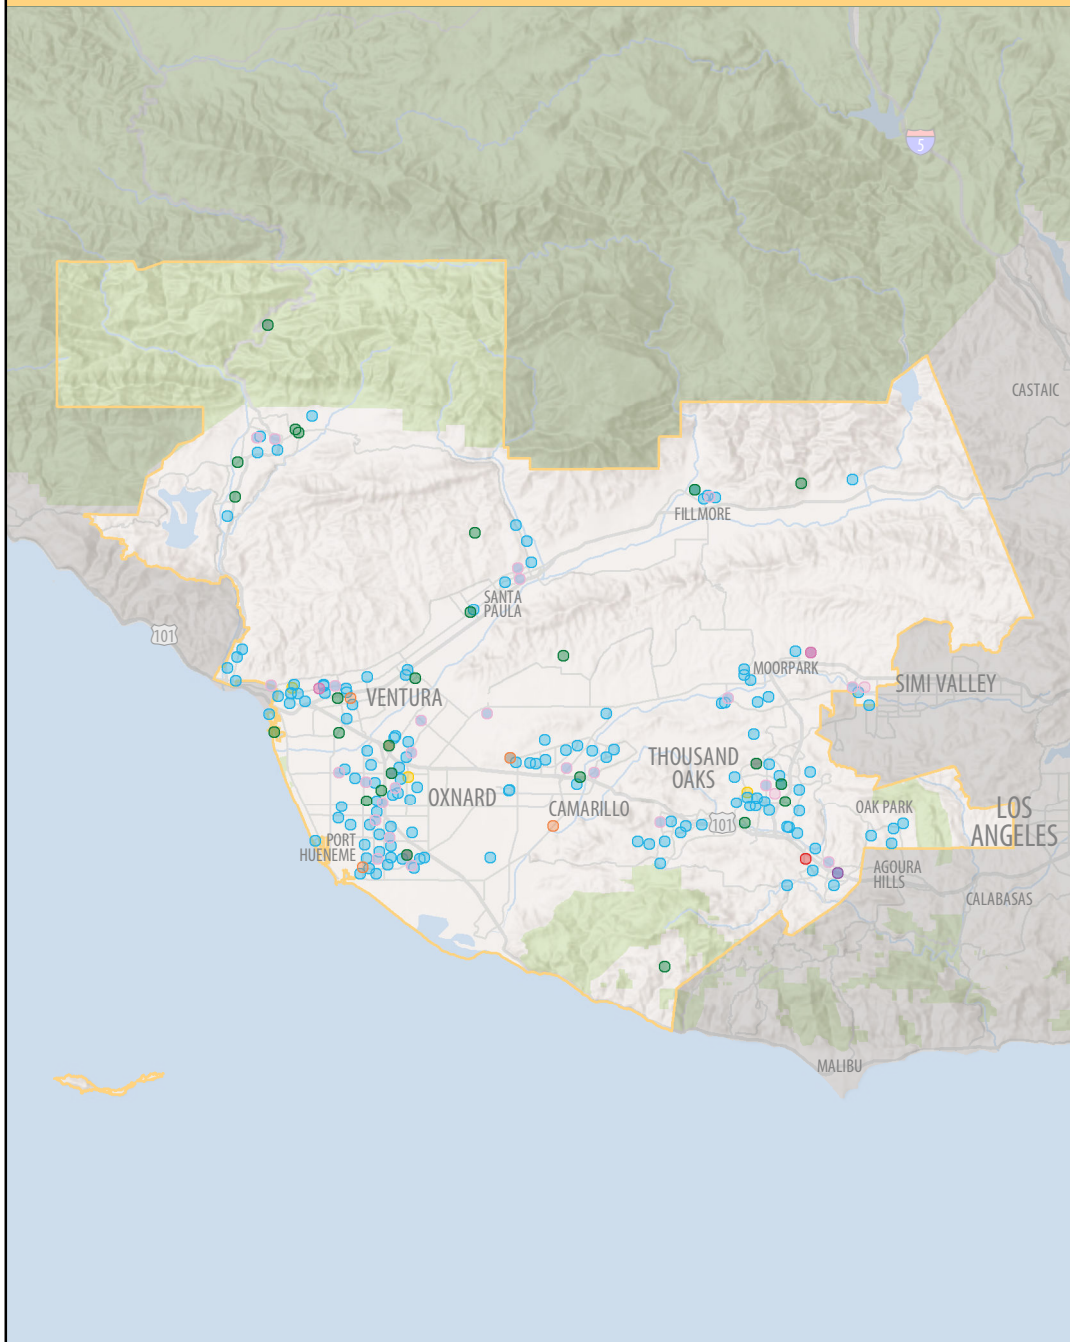 5
CASTAIC
FILLMORE
SANTA
PAULA
101
MOORPARK
SIMI VALLEY
VENTURA
THOUSAND
OAKS
OXNARD
CAMARILLO
OAK PARK
LOS
ANGELES
101
PORT
HUENEME
AGOURA
HILLS
CALABASAS
MALIBU